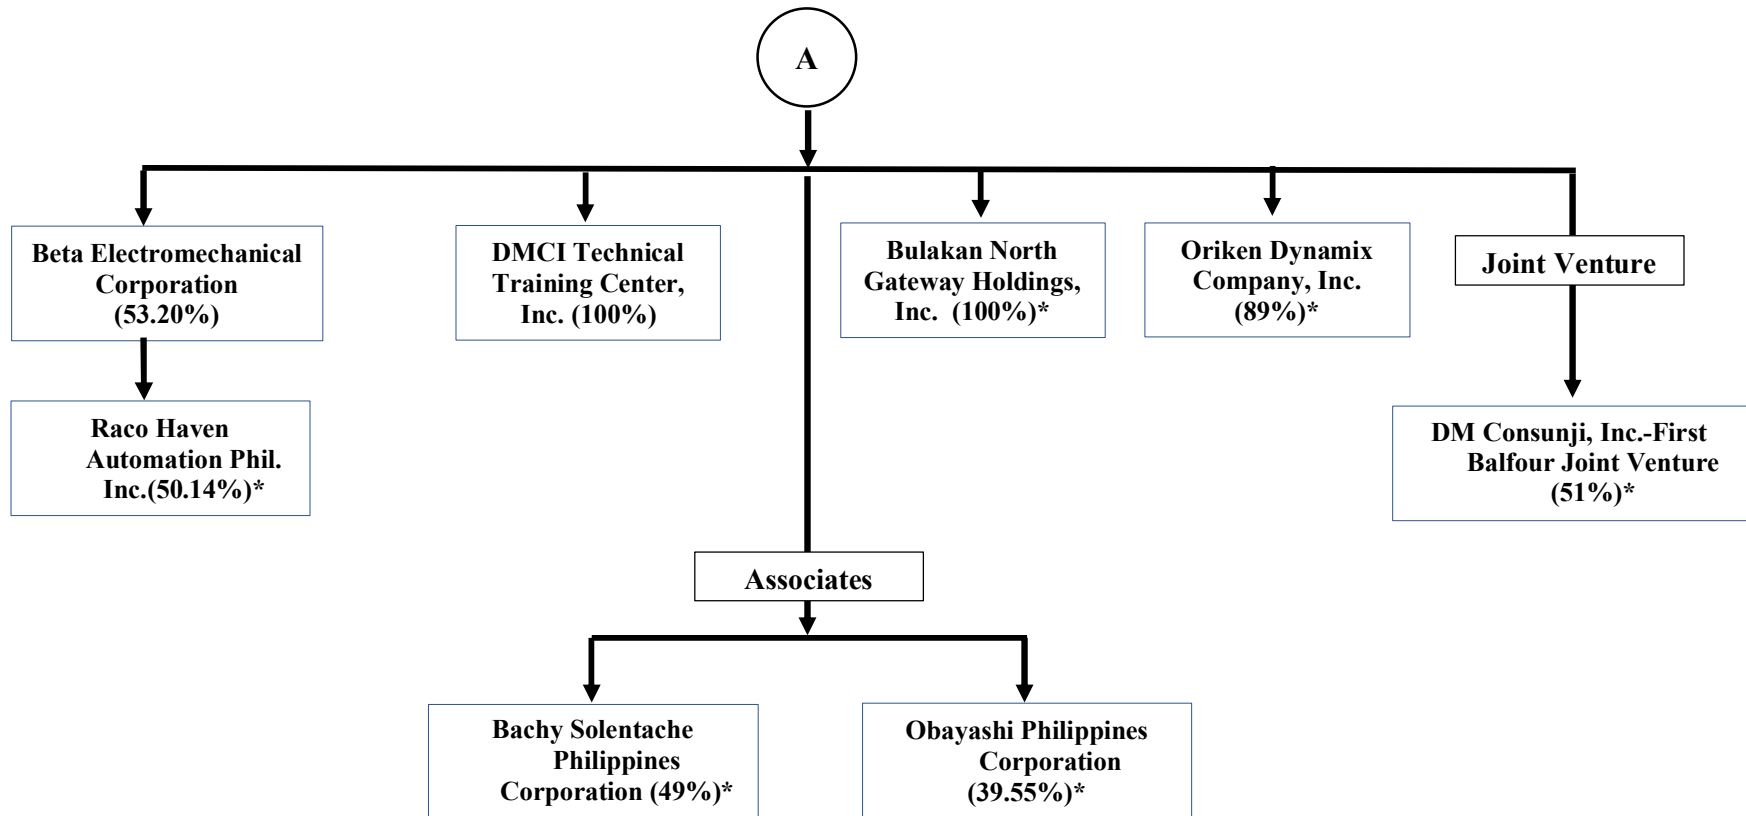 A
Beta Electromechanical
Corporation
(53.20%)
DMCI Technical
Training Center,
Inc. (100%)
Bulakan North
Gateway Holdings,
Inc. (100%)*
Oriken Dynamix
Company, Inc.
(89%)*
Joint Venture
Raco Haven
Automation Phil.
Inc.(50.14%)*
DM Consunji, Inc.-First
Balfour Joint Venture
(51%)*
Associates
Bachy Solentache
Philippines
Corporation (49%)*
Obayashi Philippines
Corporation
(39.55%)*